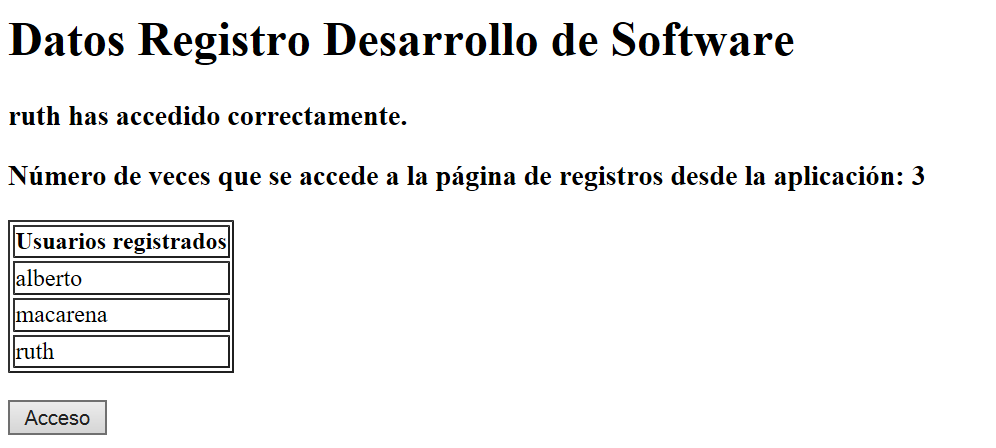 Datos Registro Desarrollo de Software
ruth has accedido correctamente.
Número de veces que se accede a la página de registros desde la aplicación: 3
Usuarios registrados
alberto
macarena
ruth
Acceso